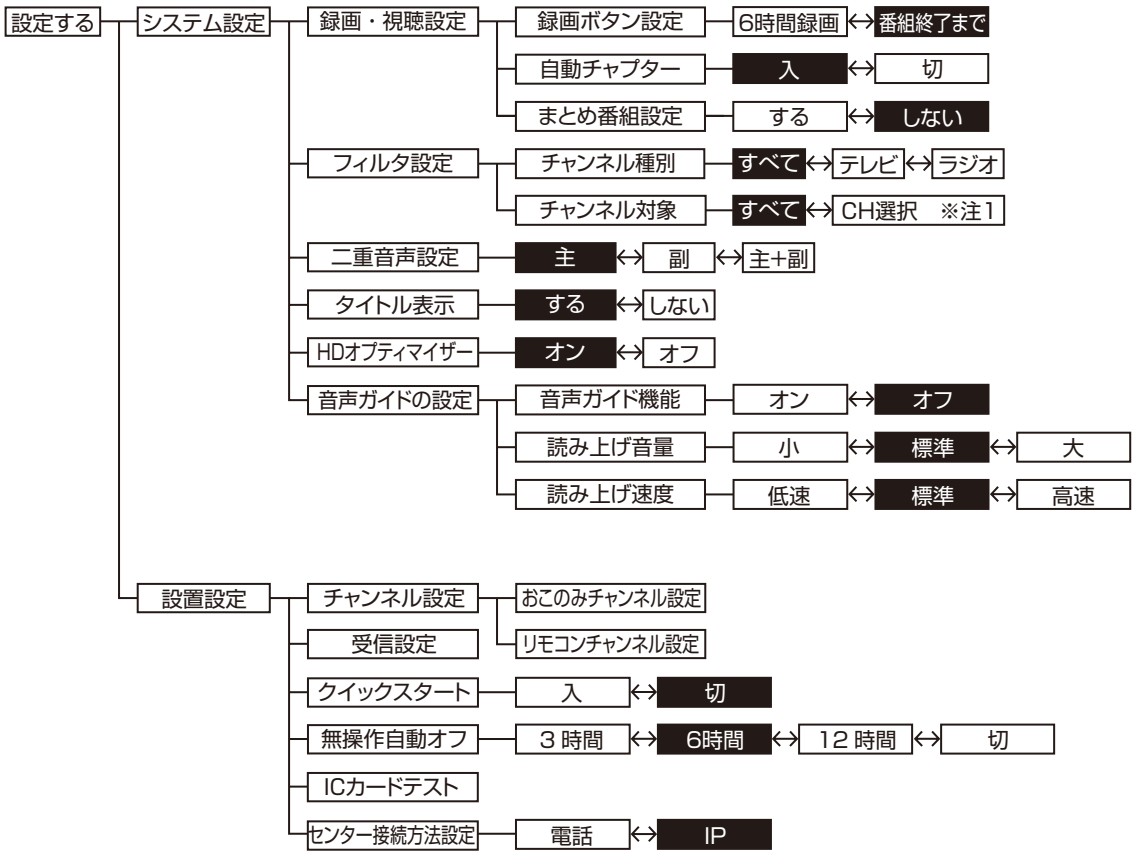 設定する システム設定 録画・視聴設定 録画ボタン設定 6時間録画 ↔ 番組終了まで
自動チャプター 入 ↔ 切
まとめ番組設定 する ↔ しない
フィルタ設定 チャンネル種別 すべて ↔ テレビ ↔ ラジオ
チャンネル対象 すべて ↔ CH選択 ※注1
二重音声設定 主 ↔ 副 ↔ 主+副
タイトル表示 する ↔ しない
HDオプティマイザー オン ↔ オフ
音声ガイドの設定 音声ガイド機能 オン ↔ オフ
読み上げ音量 小 ↔ 標準 ↔ 大
読み上げ速度 低速 ↔ 標準 ↔ 高速
設置設定 チャンネル設定 おこのみチャンネル設定
受信設定 リモコンチャンネル設定
クイックスタート 入 ↔ 切
無操作自動オフ 3 時間 ↔ 6時間 ↔ 12 時間 ↔ 切
ICカードテスト
センター接続方法設定 電話 ↔ IP